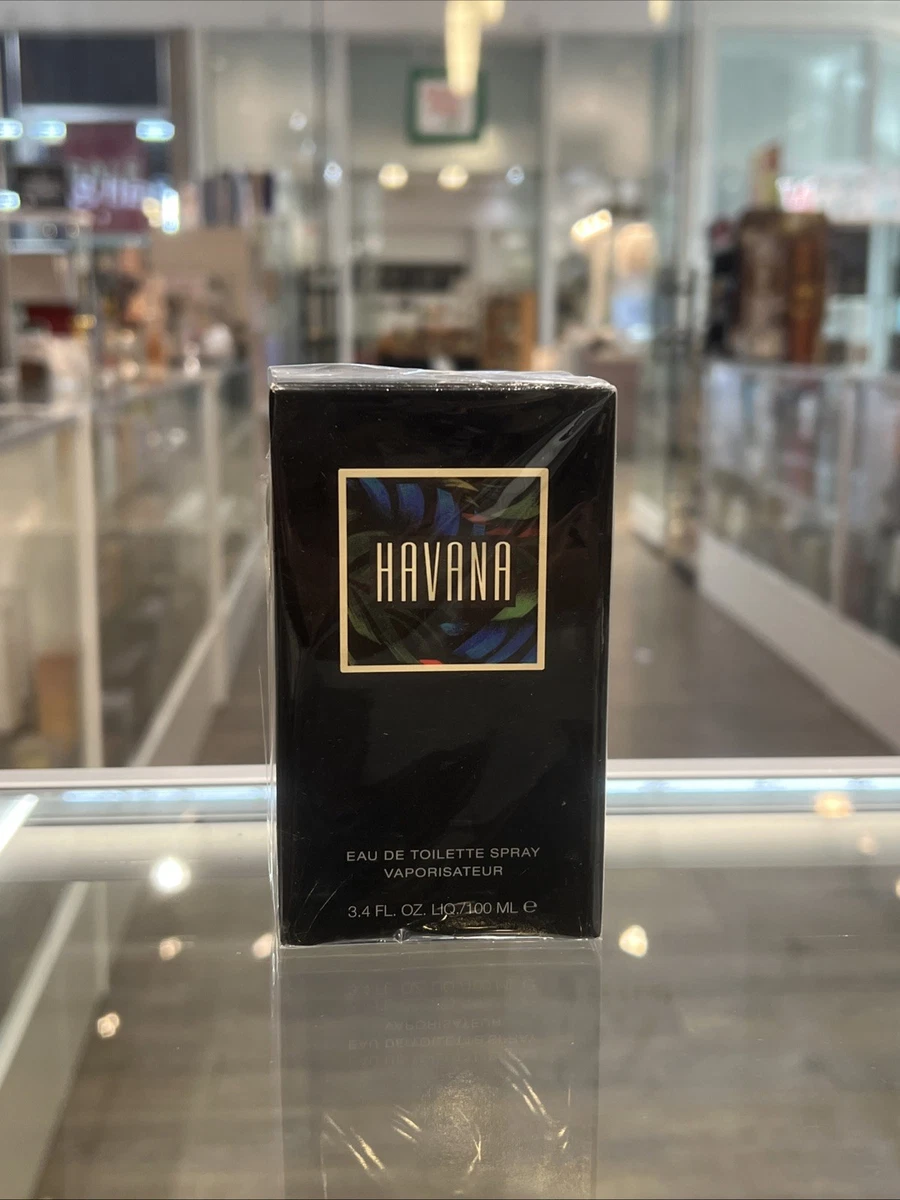 HAVANA
EAU DE TOILETTE SPRAY
VAPORISATEUR
3.4 FL. OZ. LIQ./100 ML ℮